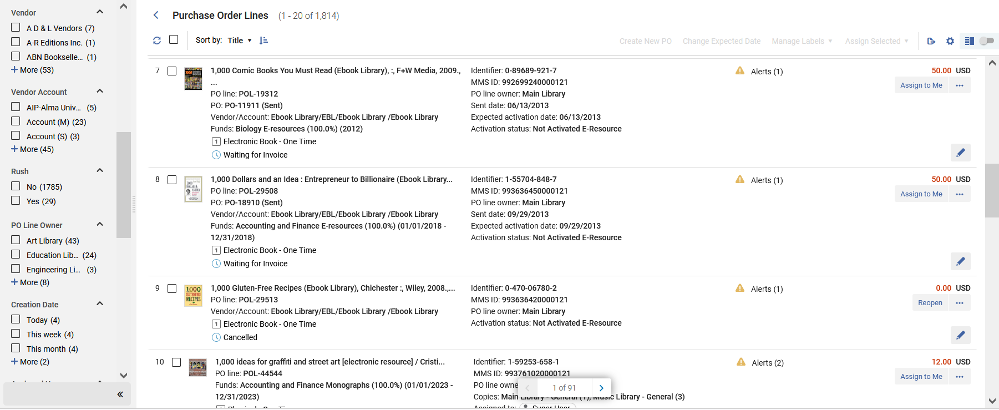 Vendor
A D & L Vendors (7)
A-R Editions Inc. (1)
ABN Bookselle... (1)
+ More (53)
Vendor Account
AIP-Alma Univ... (5)
Account (M) (23)
Account (S) (3)
+ More (45)
Rush
No (1785)
Yes (29)
PO Line Owner
Art Library (43)
Education Lib... (24)
Engineering Li... (3)
+ More (8)
Creation Date
Today (4)
This week (4)
This month (4)
+ More (2)
Purchase Order Lines (1 - 20 of 1,814)
Sort by: Title
Create New PO Change Expected Date Manage Labels Assign Selected
7
1,000 Comic Books You Must Read (Ebook Library), :, F+W Media, 2009.,
...
PO line: POL-19312
PO: PO-11911 (Sent)
Vendor/Account: Ebook Library/EBL/Ebook Library /Ebook Library
Funds: Biology E-resources (100.0%) (2012)
1 Electronic Book - One Time
Waiting for Invoice
Identifier: 0-89689-921-7
MMS ID: 992699240000121
PO line owner: Main Library
Sent date: 06/13/2013
Expected activation date: 06/13/2013
Activation status: Not Activated E-Resource
Alerts (1)
50.00 USD
Assign to Me
8
1,000 Dollars and an Idea : Entrepreneur to Billionaire (Ebook Library...
PO line: POL-29508
PO: PO-18910 (Sent)
Vendor/Account: Ebook Library/EBL/Ebook Library /Ebook Library
Funds: Accounting and Finance E-resources (100.0%) (01/01/2018 -
12/31/2018)
1 Electronic Book - One Time
Waiting for Invoice
Identifier: 1-55704-848-7
MMS ID: 993636450000121
PO line owner: Main Library
Sent date: 09/29/2013
Expected activation date: 09/29/2013
Activation status: Not Activated E-Resource
Alerts (1)
50.00 USD
Assign to Me
9
1,000 GLUTEN-FREE RECIPES
1,000 Gluten-Free Recipes (Ebook Library), Chichester :, Wiley, 2008.,...
PO line: POL-29513
Vendor/Account: Ebook Library/EBL/Ebook Library /Ebook Library
1 Electronic Book - One Time
Cancelled
Identifier: 0-470-06780-2
MMS ID: 993636420000121
PO line owner: Main Library
Activation status: Not Activated E-Resource
Alerts (1)
0.00 USD
Reopen
10
1,000 ideas for graffiti and street art [electronic resource] / Cristi...
PO line: POL-44544
Funds: Accounting and Finance Monographs (100.0%) (01/01/2023 -
12/31/2023)
Identifier: 1-59253-658-1
MMS ID: 9937610200000121
PO line owne
Copies: Main Library - General (1), Music Library - General (3)
Assigned to: Super User
Alerts (2)
12.00 USD
Assign to Me
1 of 91